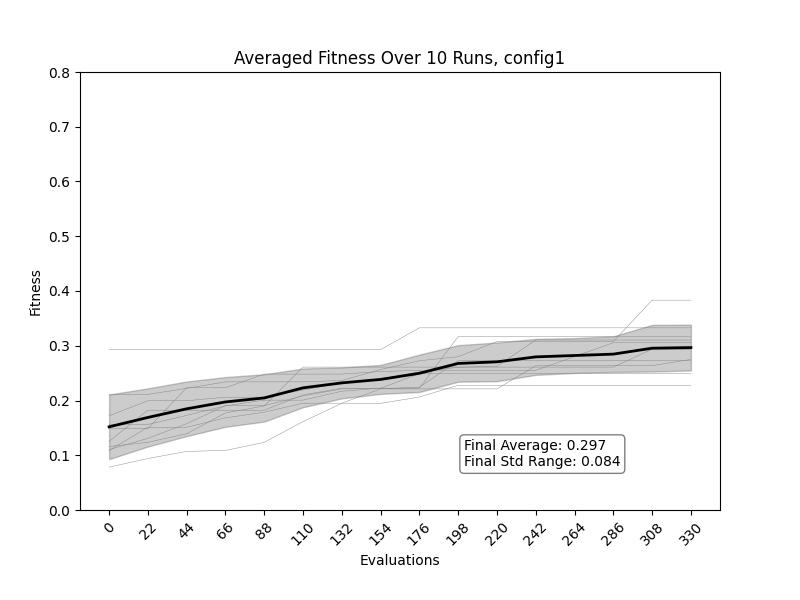 Averaged Fitness Over 10 Runs, config1
0.8
0.7
0.6
0.5
0.4
0.3
0.2
0.1
0.0
Fitness
Final Average: 0.297
Final Std Range: 0.084
0 22 44 66 88 110 132 154 176 198 220 242 264 286 308 330
Evaluations